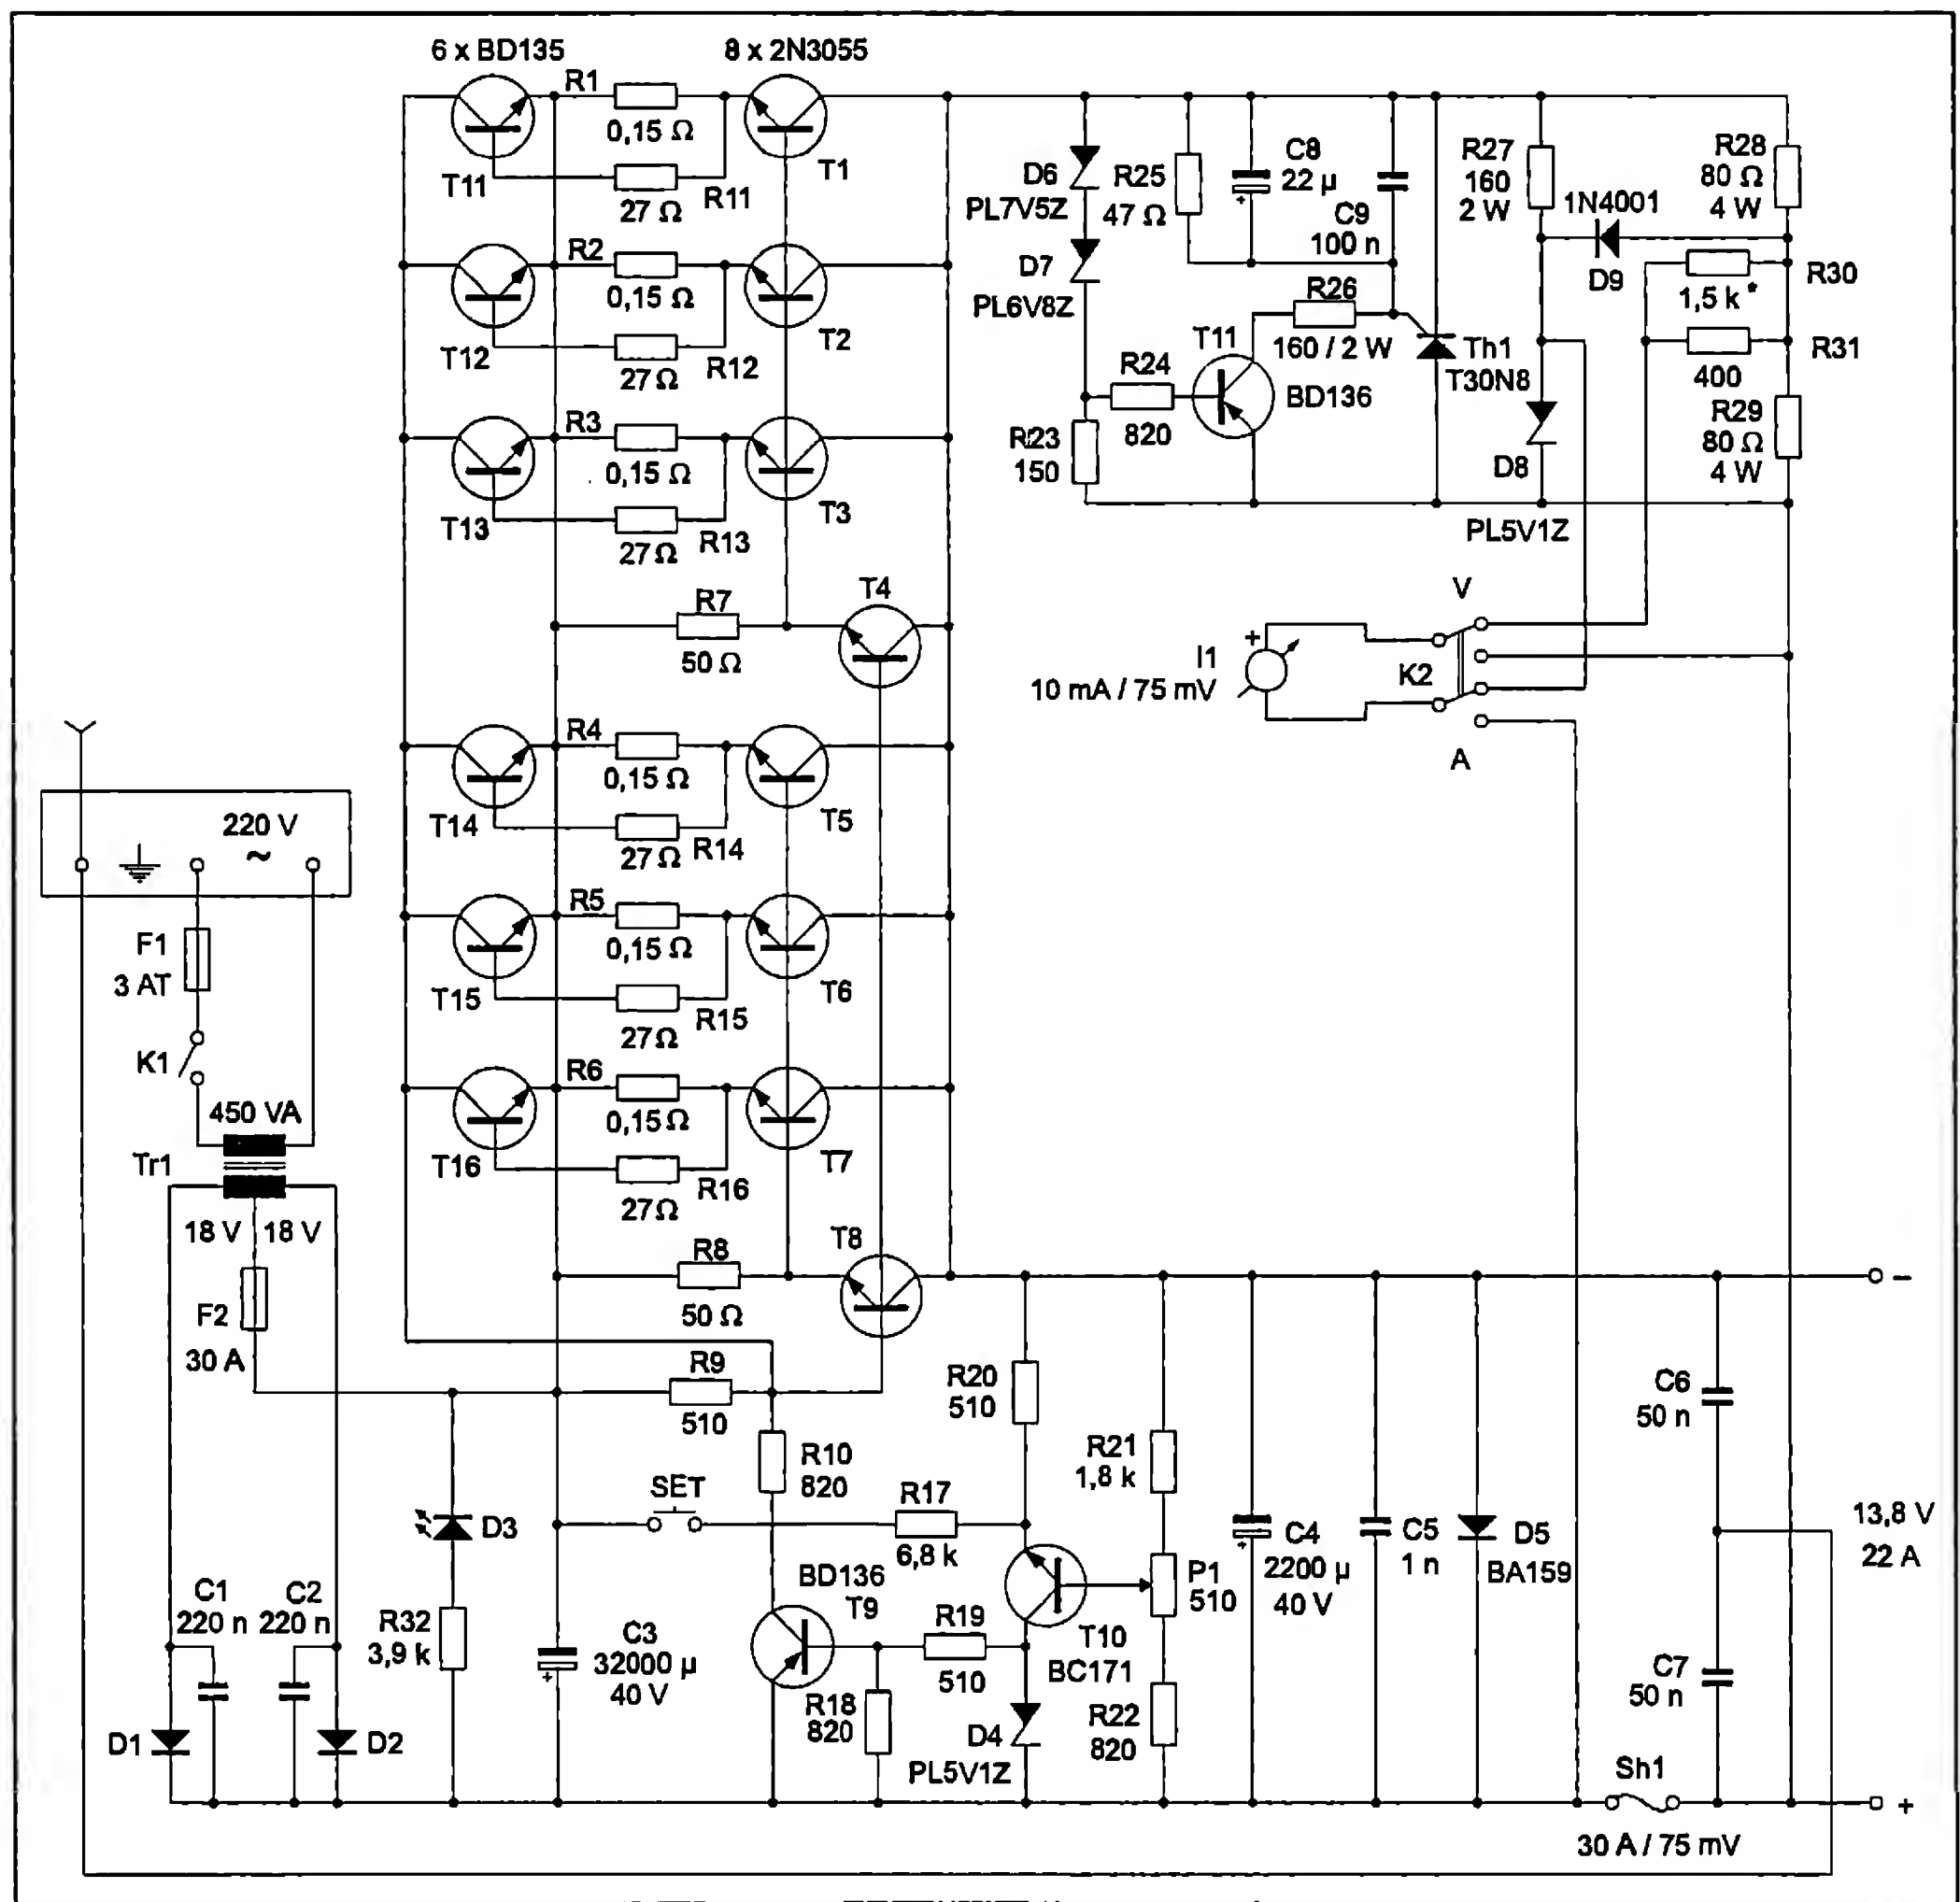 6 x BD135
8 x 2N3055
R1
0,15 Ω
T11
27 Ω
R11
T1
R2
0,15 Ω
T12
27 Ω
R12
T2
R3
0,15 Ω
T13
27 Ω
R13
T3
R7
50 Ω
T4
R4
0,15 Ω
T14
27 Ω
R14
T5
R5
0,15 Ω
T15
27 Ω
R15
T6
R6
0,15 Ω
T16
27 Ω
R16
T7
R8
50 Ω
T8
D6
PL7V5Z
D7
PL6V8Z
R25
47 Ω
C8
22 µ
+
C9
100 n
R26
160 / 2 W
T11
BD136
R24
820
R23
150
Th1
T30N8
R27
160
2 W
1N4001
D9
R28
80 Ω
4 W
R30
1,5 k *
R31
400
R29
80 Ω
4 W
D8
PL5V1Z
V
+
I1
10 mA / 75 mV
K2
A
220 V
~
F1
3 AT
K1
450 VA
Tr1
18 V
18 V
F2
30 A
C1
220 n
C2
220 n
D1
D2
R9
510
R10
820
D3
R32
3,9 k
SET
R17
6,8 k
C3
32000 µ
40 V
+
BD136
T9
R18
820
R19
510
D4
PL5V1Z
T10
BC171
R20
510
R21
1,8 k
P1
510
R22
820
C4
2200 µ
40 V
+
C5
1 n
D5
BA159
C6
50 n
C7
50 n
–
13,8 V
22 A
Sh1
30 A / 75 mV
+